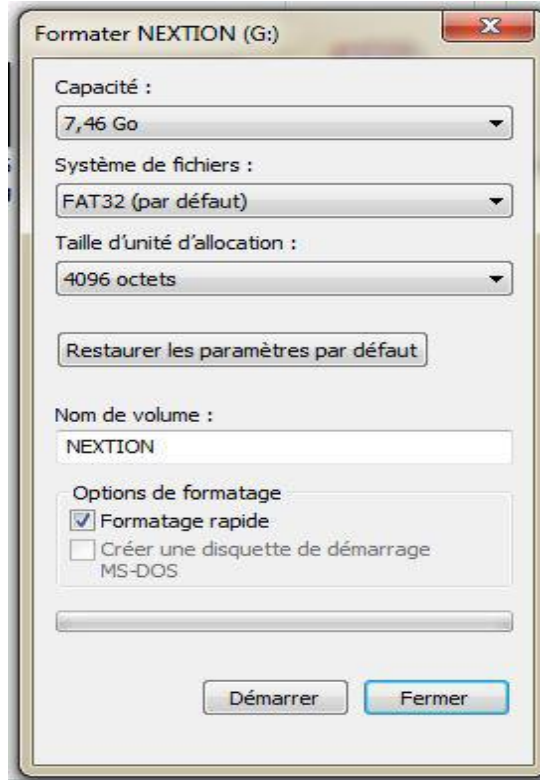 Formater NEXTION (G:)
Capacité :
7,46 Go
Système de fichiers :
FAT32 (par défaut)
Taille d'unité d'allocation :
4096 octets
Restaurer les paramètres par défaut
Nom de volume :
NEXTION
Options de formatage
Formatage rapide
Créer une disquette de démarrage
MS-DOS
Démarrer Fermer